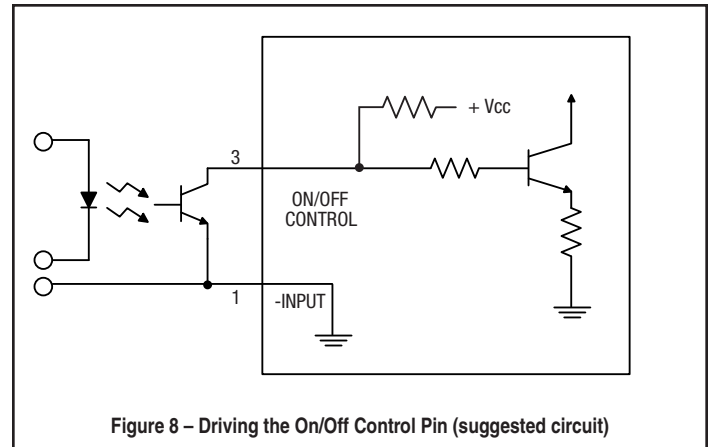 + Vcc
3
ON/OFF
CONTROL
1
-INPUT
Figure 8 – Driving the On/Off Control Pin (suggested circuit)